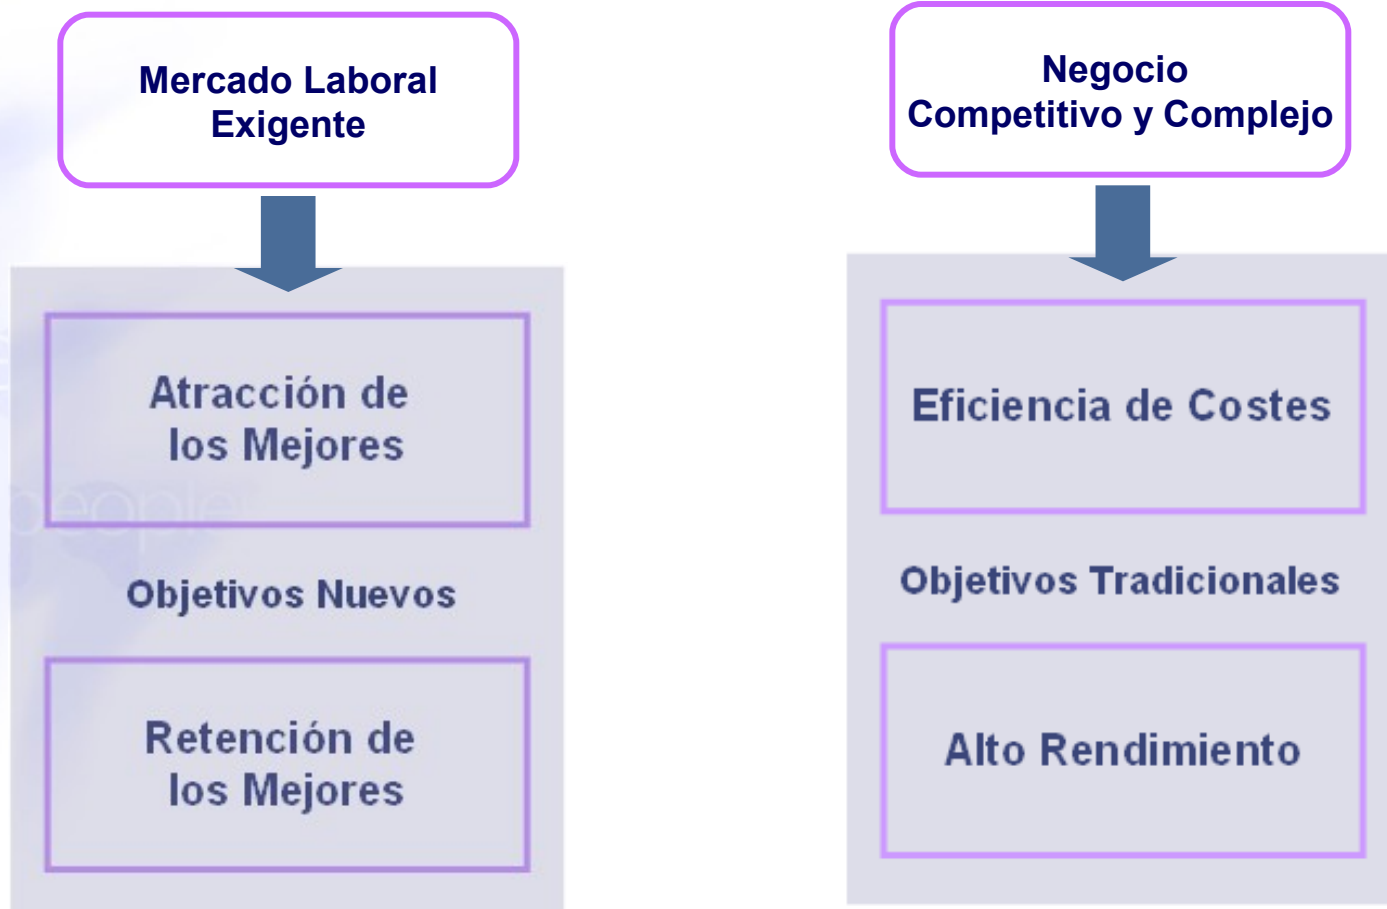 Mercado Laboral
Exigente
Atracción de
los Mejores
Objetivos Nuevos
Retención de
los Mejores
people
Negocio
Competitivo y Complejo
Eficiencia de Costes
Objetivos Tradicionales
Alto Rendimiento